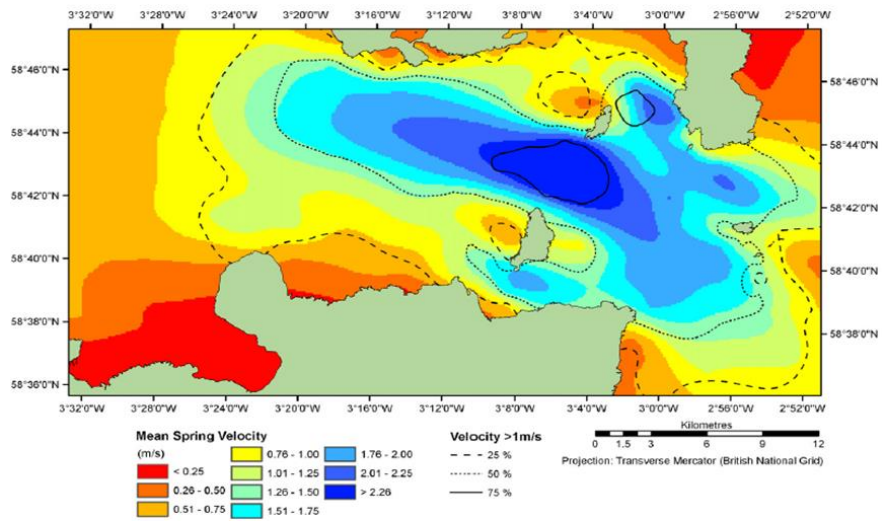 3°32'0"W 3°28'0"W 3°24'0"W 3°20'0"W 3°16'0"W 3°12'0"W 3°8'0"W 3°4'0"W 3°0'0"W 2°56'0"W 2°52'0"W
58°46'0"N 58°46'0"N
58°44'0"N 58°44'0"N
58°42'0"N 58°42'0"N
58°40'0"N 58°40'0"N
58°38'0"N 58°38'0"N
58°36'0"N
3°32'0"W 3°28'0"W 3°24'0"W 3°20'0"W 3°16'0"W 3°12'0"W 3°8'0"W 3°4'0"W 3°0'0"W 2°56'0"W 2°52'0"W
Mean Spring Velocity
(m/s)
< 0.25
0.26 - 0.50
0.51 - 0.75
0.76 - 1.00
1.01 - 1.25
1.26 - 1.50
1.51 - 1.75
1.76 - 2.00
2.01 - 2.25
> 2.26
Velocity >1m/s
25 %
50 %
75 %
Kilometres
0 1.5 3 6 9 12
Projection: Transverse Mercator (British National Grid)